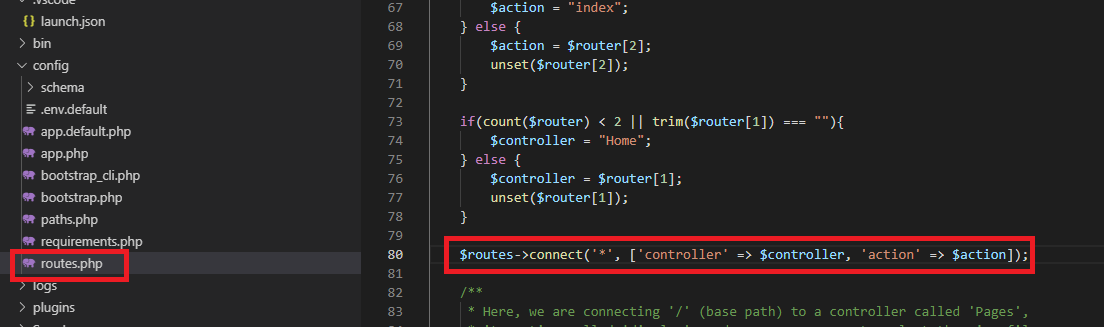 .vscode
launch.json
bin
config
schema
.env.default
app.default.php
app.php
bootstrap_cli.php
bootstrap.php
paths.php
requirements.php
routes.php
logs
plugins
67 $action = "index";
68 } else {
69 $action = $router[2];
70 unset($router[2]);
71 }
72
73 if(count($router) < 2 || trim($router[1]) === ""){
74 $controller = "Home";
75 } else {
76 $controller = $router[1];
77 unset($router[1]);
78 }
79
80 $routes->connect('*', ['controller' => $controller, 'action' => $action]);
81
82 /**
83 * Here, we are connecting '/' (base path) to a controller called 'Pages',